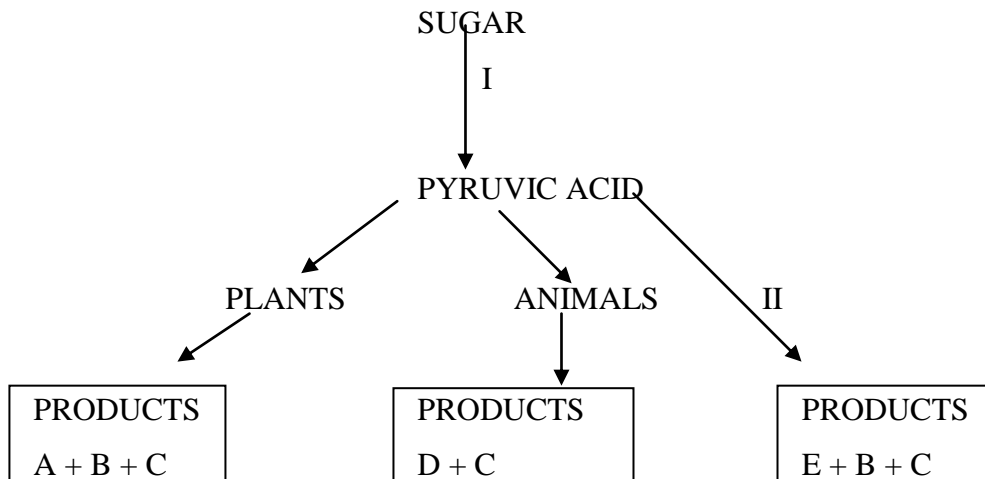 SUGAR
I
PYRUVIC ACID
PLANTS
ANIMALS
II
PRODUCTS
A + B + C
PRODUCTS
D + C
PRODUCTS
E + B + C